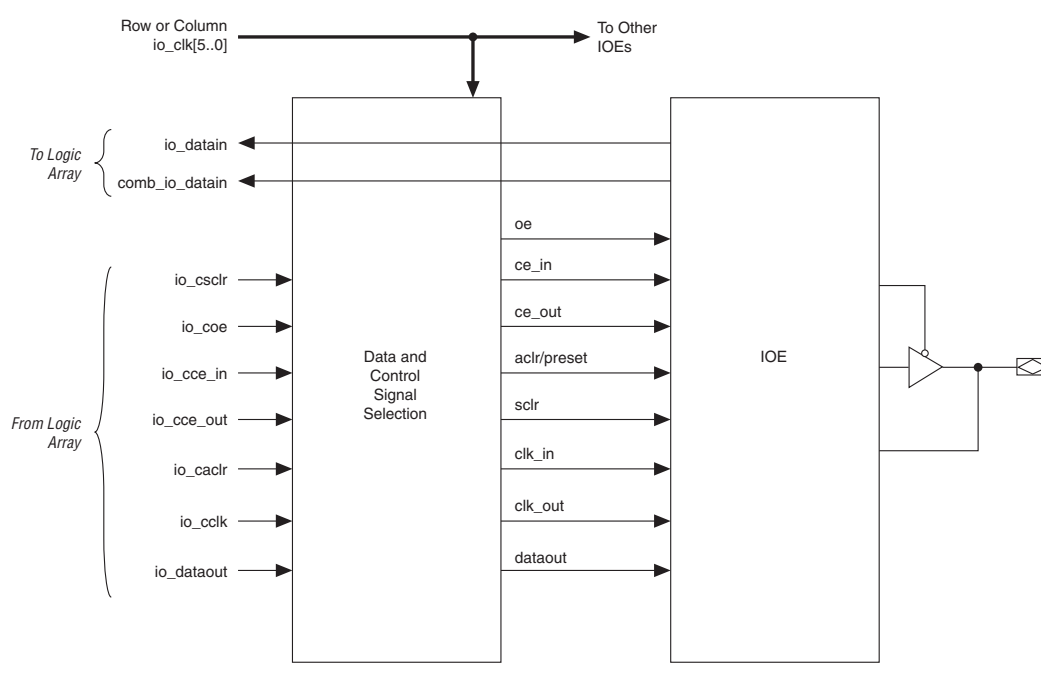 Row or Column
io_clk[5..0]
To Other
IOEs
To Logic
Array
io_datain
comb_io_datain
oe
ce_in
ce_out
aclr/preset
sclr
clk_in
clk_out
dataout
From Logic
Array
io_csclr
io_coe
io_cce_in
io_cce_out
io_caclr
io_cclk
io_dataout
Data and
Control
Signal
Selection
IOE